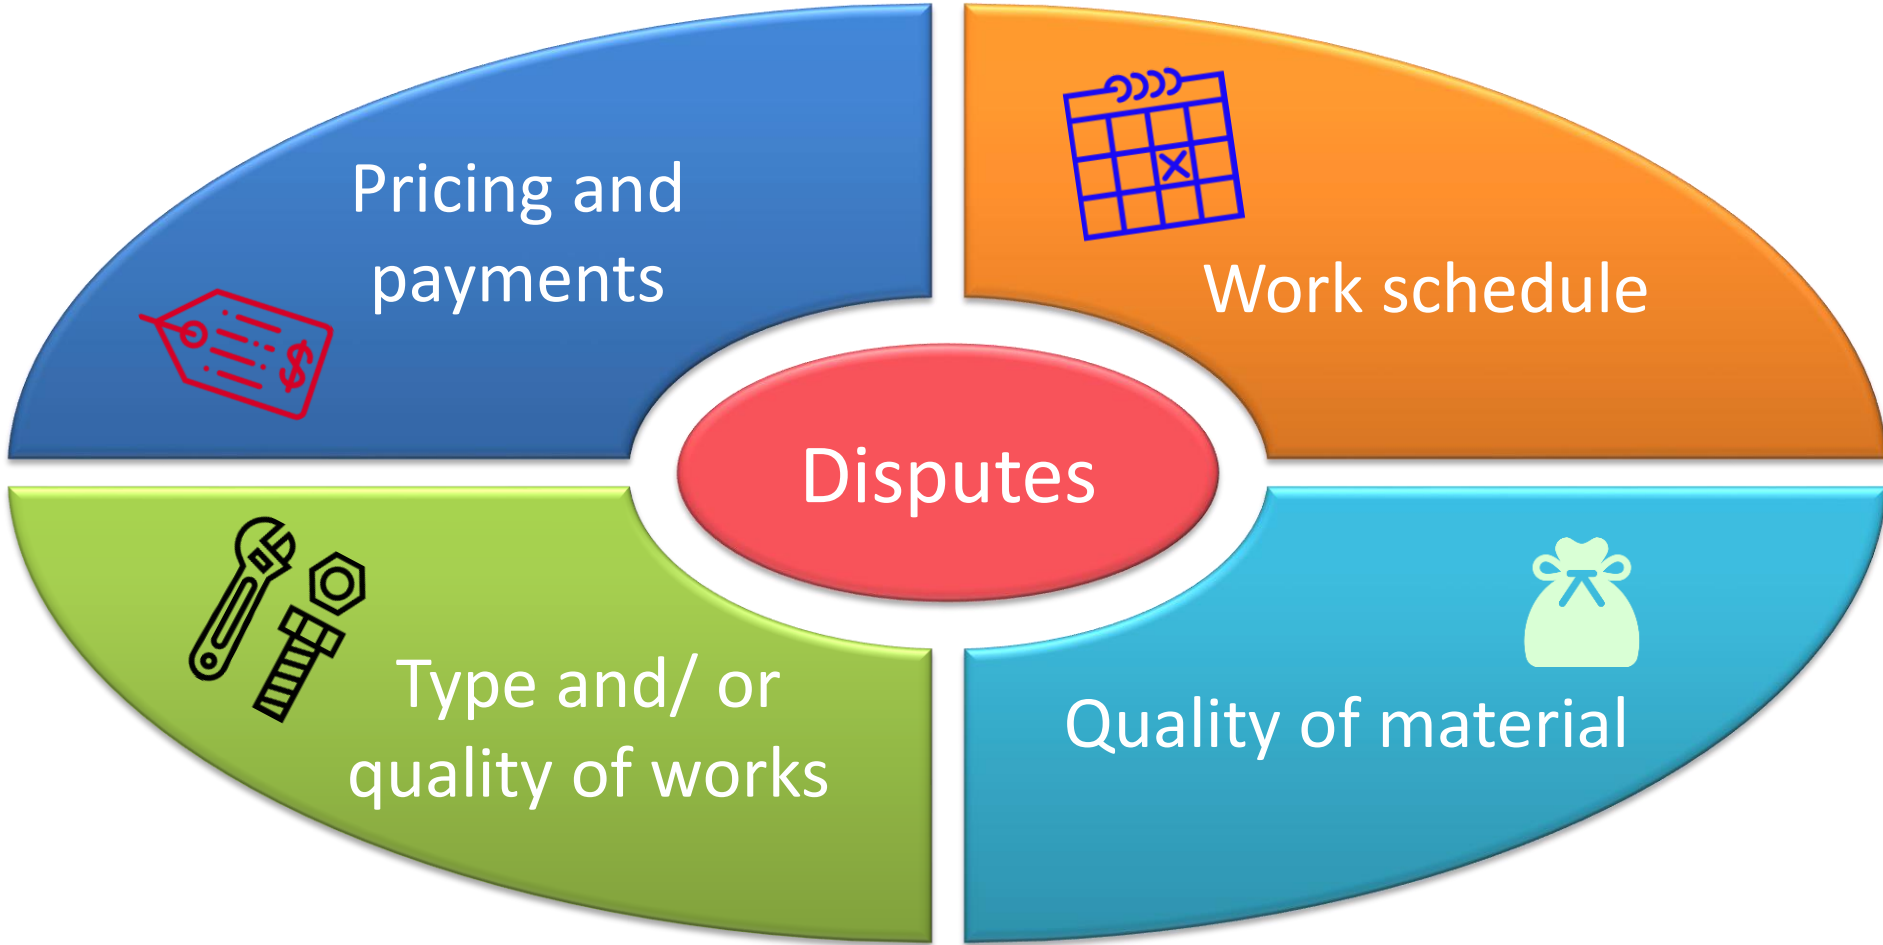 Pricing and
payments
Work schedule
Disputes
Type and/ or
quality of works
Quality of material